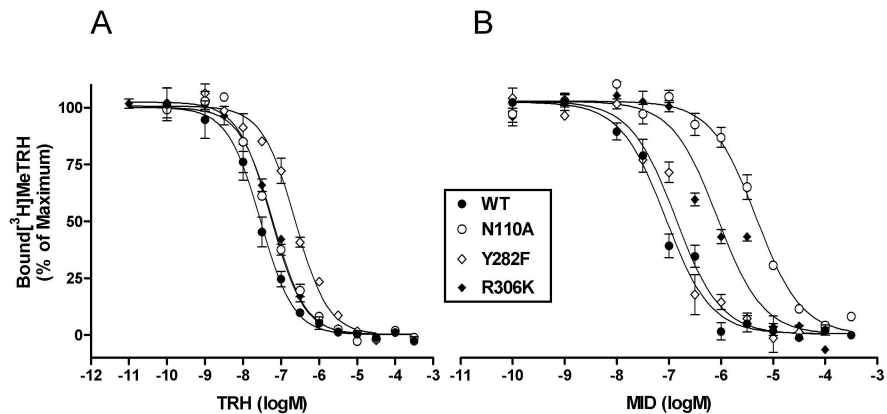 A
B
Bound[³H]MeTRH
(% of Maximum)
100
75
50
25
0
-12 -11 -10 -9 -8 -7 -6 -5 -4 -3
TRH (logM)
WT
N110A
Y282F
R306K
-11 -10 -9 -8 -7 -6 -5 -4 -3
MID (logM)